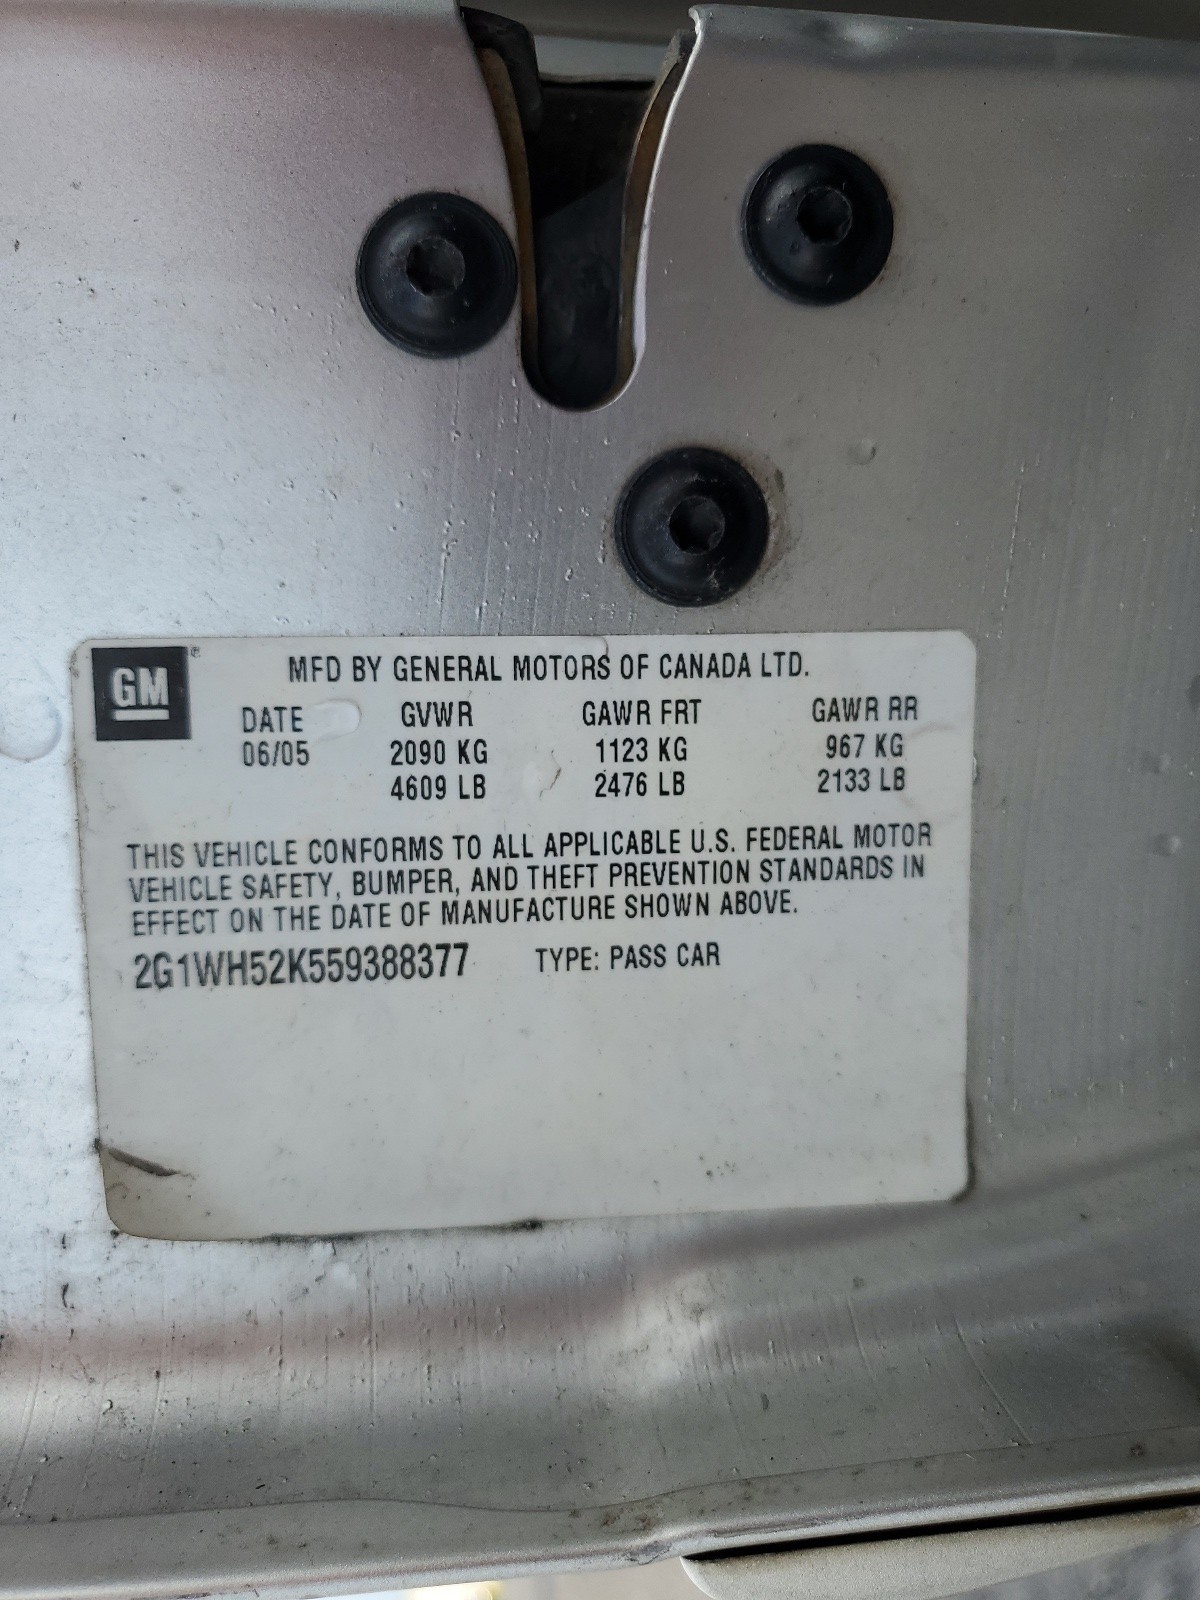 GM ®
MFD BY GENERAL MOTORS OF CANADA LTD.
DATE GVWR GAWR FRT GAWR RR
06/05 2090 KG 1123 KG 967 KG
4609 LB 2476 LB 2133 LB
THIS VEHICLE CONFORMS TO ALL APPLICABLE U.S. FEDERAL MOTOR
VEHICLE SAFETY, BUMPER, AND THEFT PREVENTION STANDARDS IN
EFFECT ON THE DATE OF MANUFACTURE SHOWN ABOVE.
2G1WH52K559388377 TYPE: PASS CAR